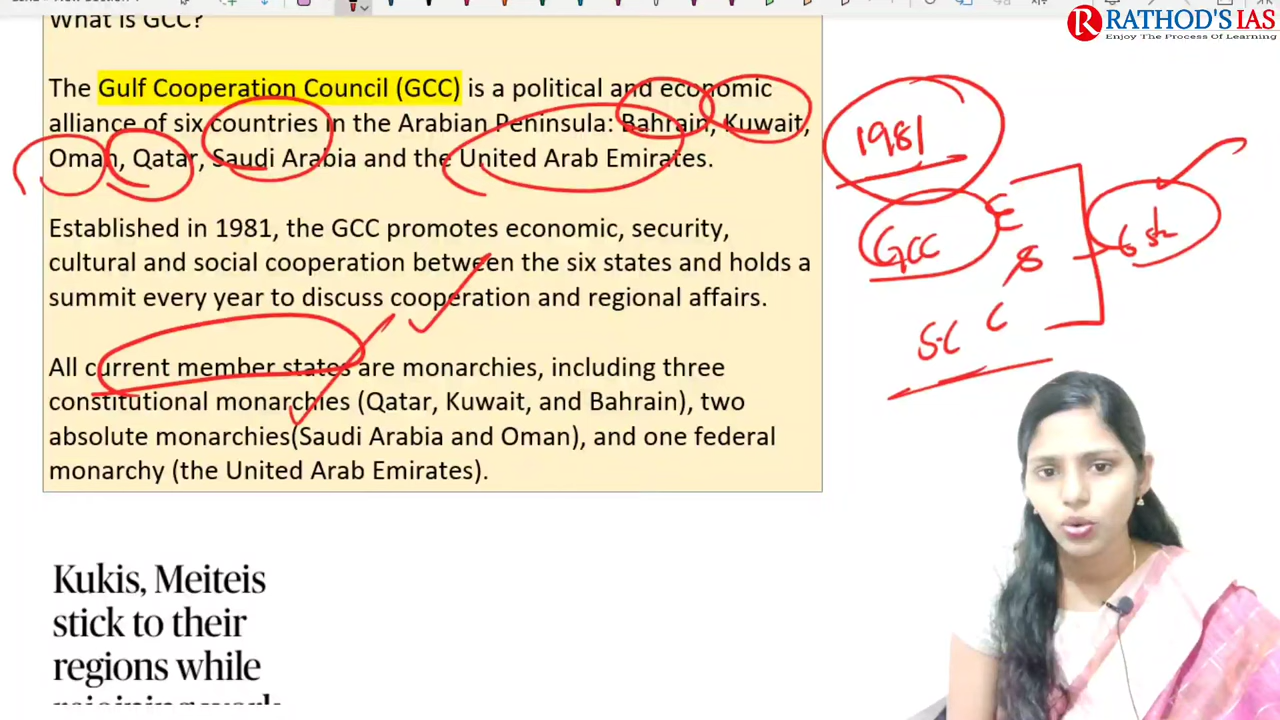 What is GCC?
RATHOD'S IAS
Enjoy The Process Of Learning
The Gulf Cooperation Council (GCC) is a political and economic
alliance of six countries in the Arabian Peninsula: Bahrain, Kuwait,
Oman, Qatar, Saudi Arabia and the United Arab Emirates.
1981
GCC
E
S
C
S.C
6 st
Established in 1981, the GCC promotes economic, security,
cultural and social cooperation between the six states and holds a
summit every year to discuss cooperation and regional affairs.
All current member states are monarchies, including three
constitutional monarchies (Qatar, Kuwait, and Bahrain), two
absolute monarchies(Saudi Arabia and Oman), and one federal
monarchy (the United Arab Emirates).
Kukis, Meiteis
stick to their
regions while
rejoining work